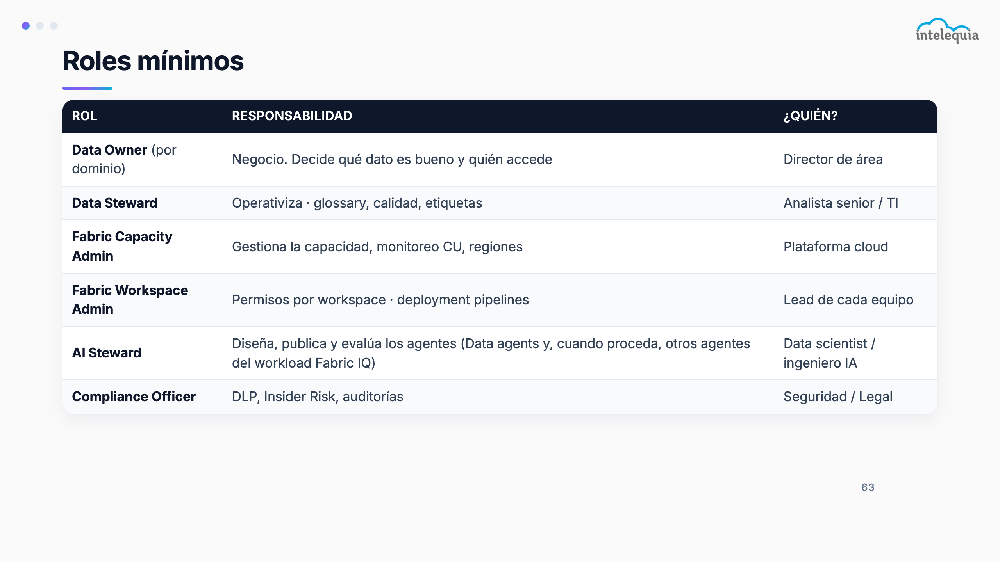 intelequia
Roles mínimos
ROL RESPONSABILIDAD ¿QUIÉN?
Data Owner (por
dominio)
Negocio. Decide qué dato es bueno y quién accede
Director de área
Data Steward
Operativiza · glossary, calidad, etiquetas
Analista senior / TI
Fabric Capacity
Admin
Gestiona la capacidad, monitoreo CU, regiones
Plataforma cloud
Fabric Workspace
Admin
Permisos por workspace · deployment pipelines
Lead de cada equipo
AI Steward
Diseña, publica y evalúa los agentes (Data agents y, cuando proceda, otros agentes
del workload Fabric IQ)
Data scientist /
ingeniero IA
Compliance Officer
DLP, Insider Risk, auditorías
Seguridad / Legal
63